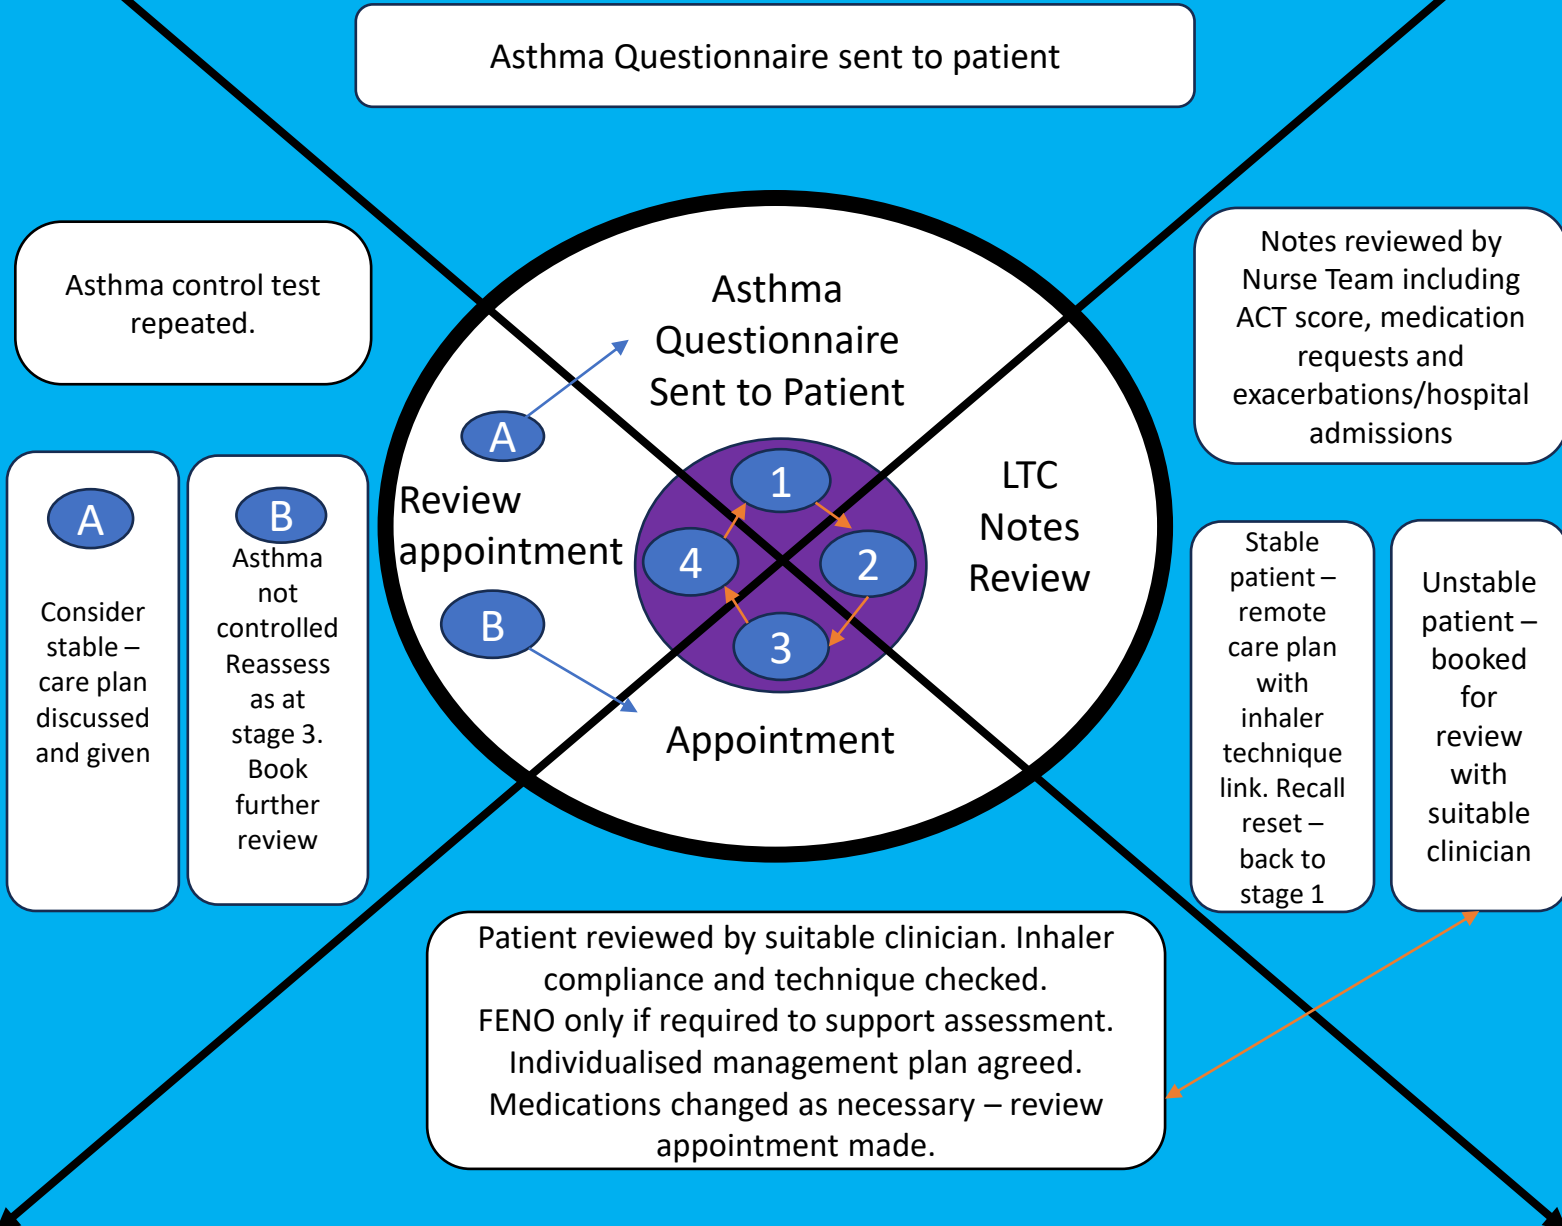 Asthma Questionnaire sent to patient
Asthma control test
repeated.
A
Consider
stable –
care plan
discussed
and given
B
Asthma
not
controlled
Reassess
as at
stage 3.
Book
further
review
Asthma
Questionnaire
Sent to Patient
A
Review
appointment
B
1
2
3
4
LTC
Notes
Review
Appointment
Notes reviewed by
Nurse Team including
ACT score, medication
requests and
exacerbations/hospital
admissions
Stable
patient –
remote
care plan
with
inhaler
technique
link. Recall
reset –
back to
stage 1
Unstable
patient –
booked
for
review
with
suitable
clinician
Patient reviewed by suitable clinician. Inhaler
compliance and technique checked.
FENO only if required to support assessment.
Individualised management plan agreed.
Medications changed as necessary – review
appointment made.